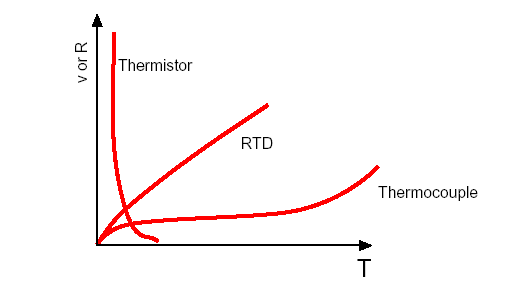 v or R
Thermistor
RTD
Thermocouple
T